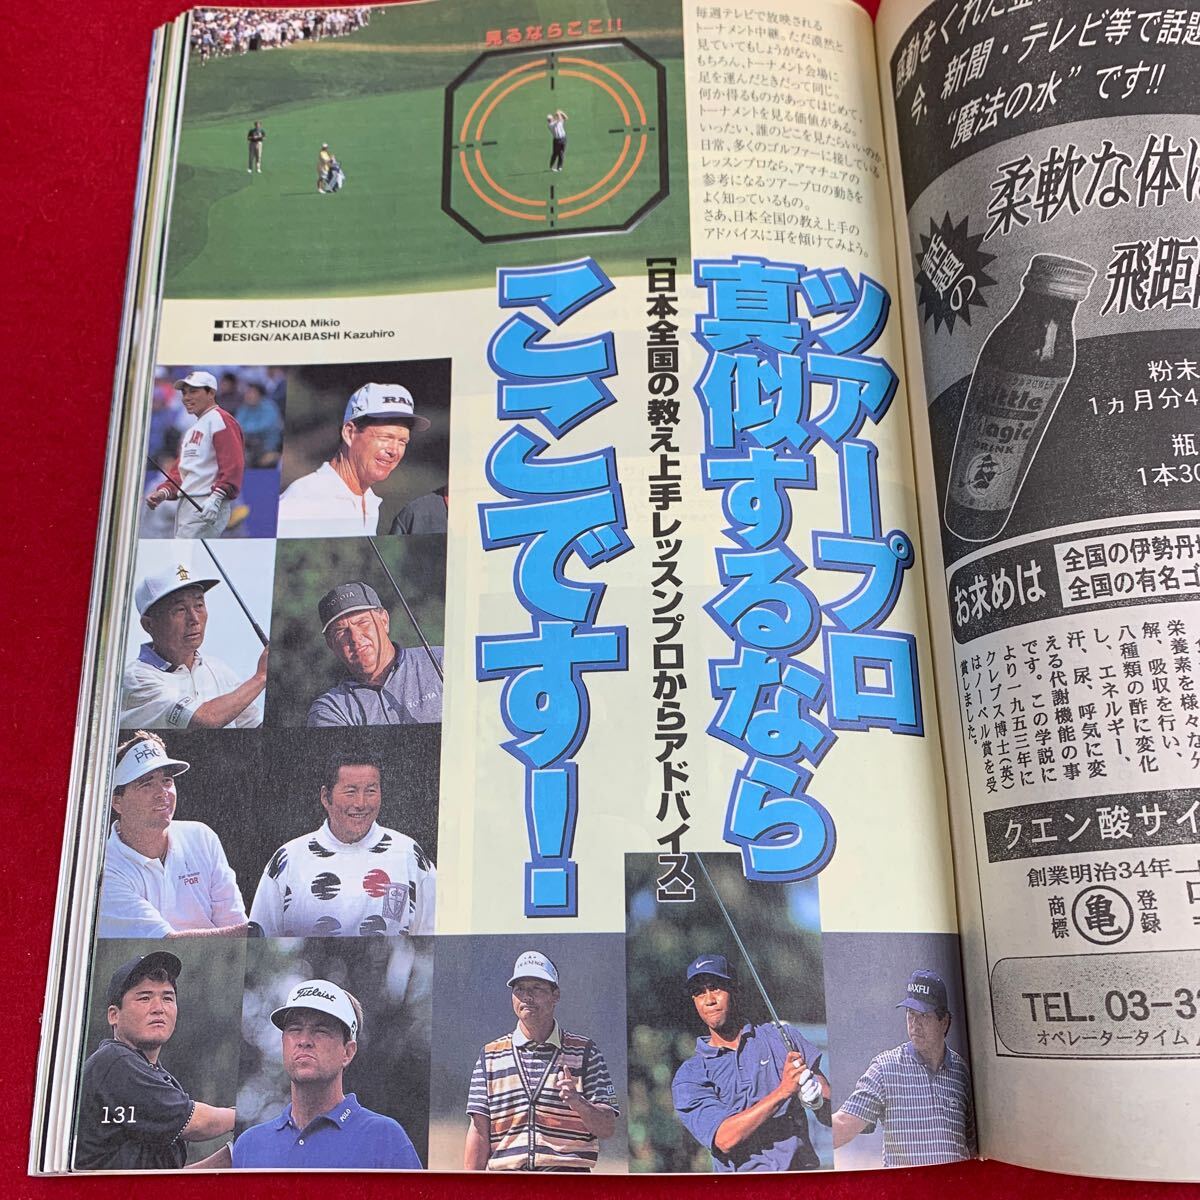 見るならここ!!
毎週テレビで放映される
トーナメント中継。ただ漠然と
見ていてもしょうがない。
もちろん、トーナメント会場に
足を運んだときだって同じ。
何か得るものがあってはじめて、
トーナメントを見る価値がある。
いったい、誰のどこを見たらいいのか。
日常、多くのゴルファーに接している
レッスンプロなら、アマチュアの
参考になるツアープロの動きを
よく知っているもの。
さあ、日本全国の教え上手の
アドバイスに耳を傾けてみよう。
ツアープロ
真似するなら
ここです!
[日本全国の教え上手レッスンプロからアドバイス]
■TEXT/SHIODA Mikio
■DESIGN/AKAIBASHI Kazuhiro
TOYOTA
TOYOTA
PRO
Titleist
POLO
MAXFLI
131
感動をくれた
今、新聞・テレビ等で話題
“魔法の水”です!!
話題の
柔軟な体
飛距
little
Magic
DRINK
粉末
1ヵ月分4
瓶
1本30
お求めは
全国の伊勢丹
全国の有名ゴ
栄養素を様々な
解、吸収を行い、
八種類の酢に変化
し、エネルギー、
汗、尿、呼気に変
える代謝機能の事
です。この学説に
より一九五三年に
クレブス博士(英)
はノーベル賞を受
賞しました。
クエン酸サイ
創業明治34年
商標
亀
登録
TEL. 03-3
オペレータータイム